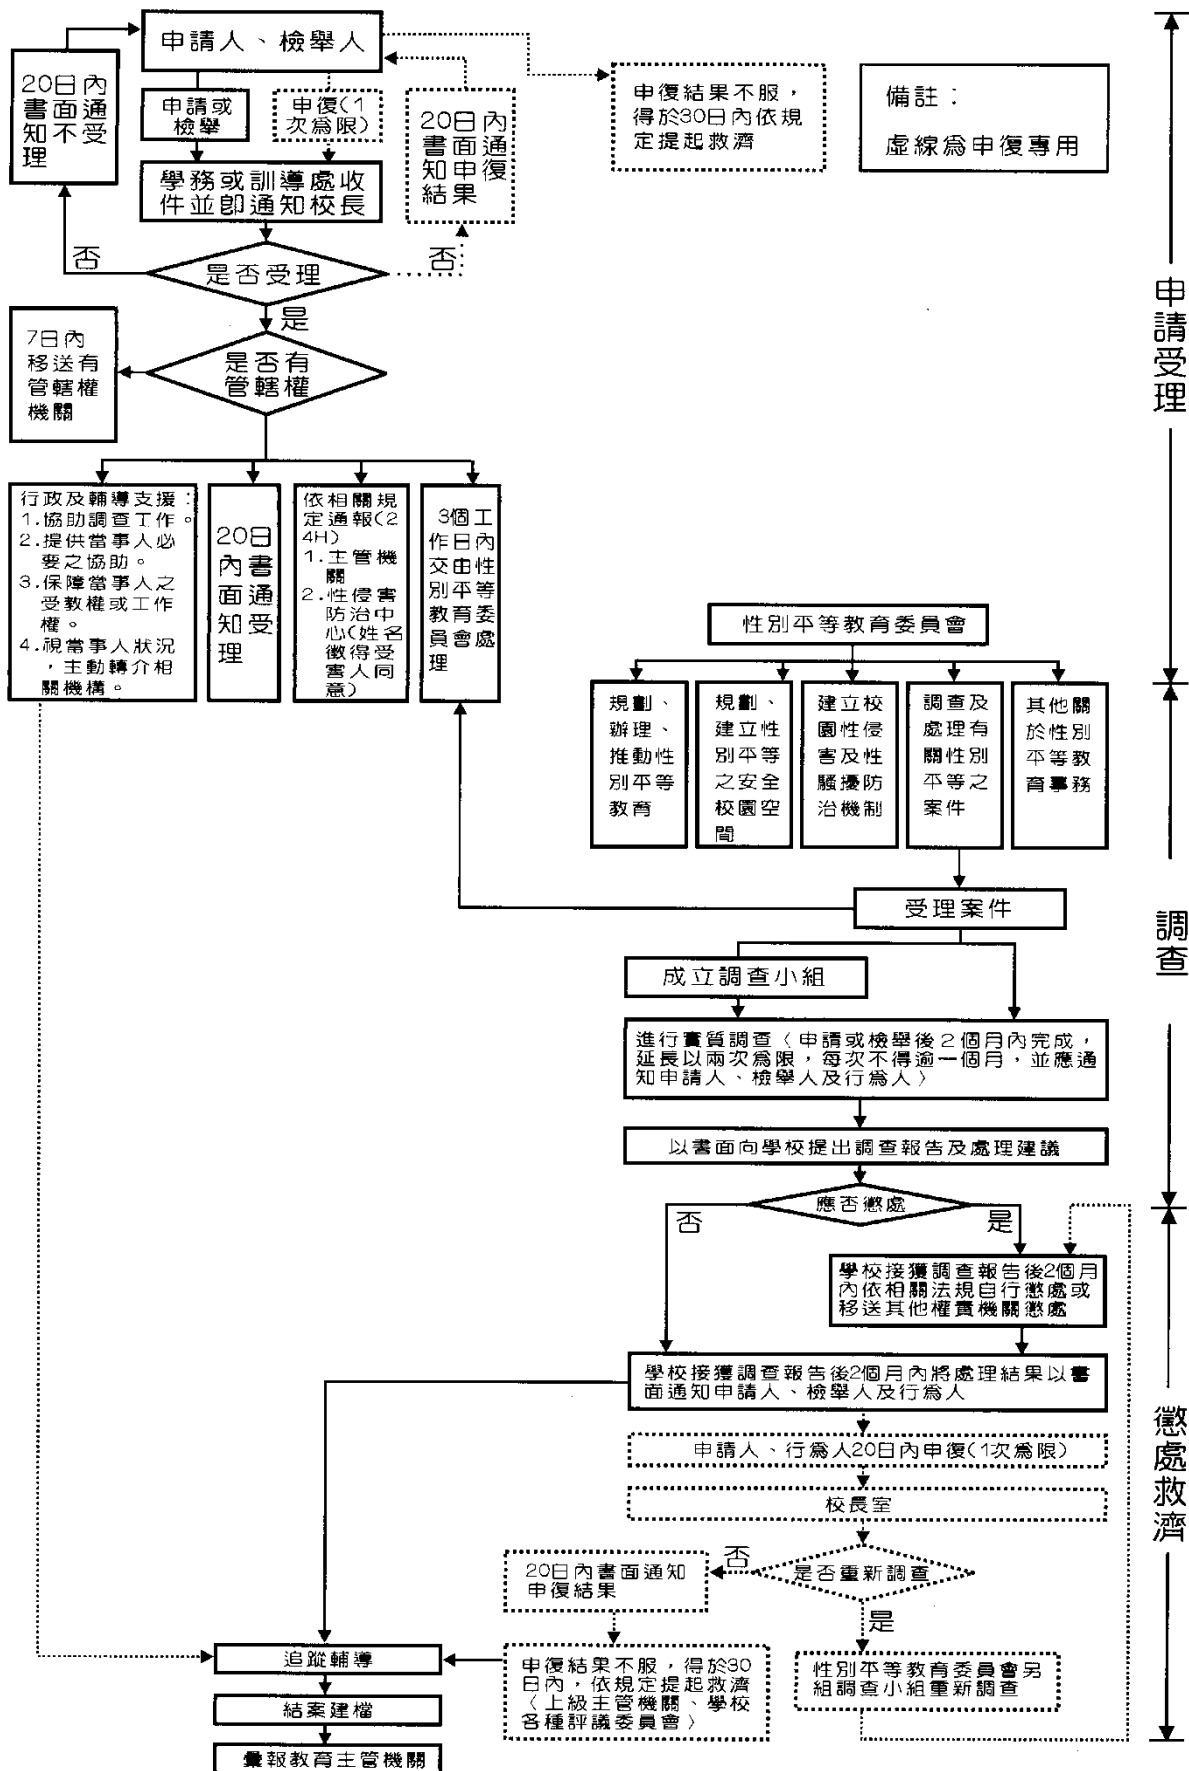 申請人、檢舉人
20日內
書面通
知不受
理
申請或
檢舉
申復(1
次為限)
20日內
書面通
知申復
結果
申復結果不服，
得於30日內依規
定提起救濟
備註：
虛線為申復專用
學務或訓導處收
件並即通知校長
否
是否受理
否
是
7日內
移送有
管轄權
機關
是否有
管轄權
申請受理
行政及輔導支援：
1.協助調查工作。
2.提供當事人必
要之協助。
3.保障當事人之
受教權或工作
權。
4.視當事人狀況
，主動轉介相
關機構。
20日
內書
面通
知受
理
依相關規
定通報(2
4H)
1.主管機
關
2.性侵害
防治中
心(姓名
徵得受
害人同
意)
3個工
作日內
交由性
別平等
教育委
員會處
理
性別平等教育委員會
規劃、
辦理、
推動性
別平等
教育
規劃、
建立性
別平等
之安全
校園空
間
建立校
園性侵
害及性
騷擾防
治機制
調查及
處理有
關性別
平等之
案件
其他關
於性別
平等教
育事務
受理案件
調查
成立調查小組
進行實質調查（申請或檢舉後2個月內完成，
延長以兩次為限，每次不得逾一個月，並應通
知申請人、檢舉人及行為人）
以書面向學校提出調查報告及處理建議
應否懲處
否
是
學校接獲調查報告後2個月
內依相關法規自行懲處或
移送其他權責機關懲處
學校接獲調查報告後2個月內將處理結果以書
面通知申請人、檢舉人及行為人
懲處救濟
申請人、行為人20日內申復(1次為限)
校長室
是否重新調查
否
20日內書面通知
申復結果
是
追蹤輔導
申復結果不服，得於30
日內，依規定提起救濟
（上級主管機關、學校
各種評議委員會）
性別平等教育委員會另
組調查小組重新調查
結案建檔
彙報教育主管機關